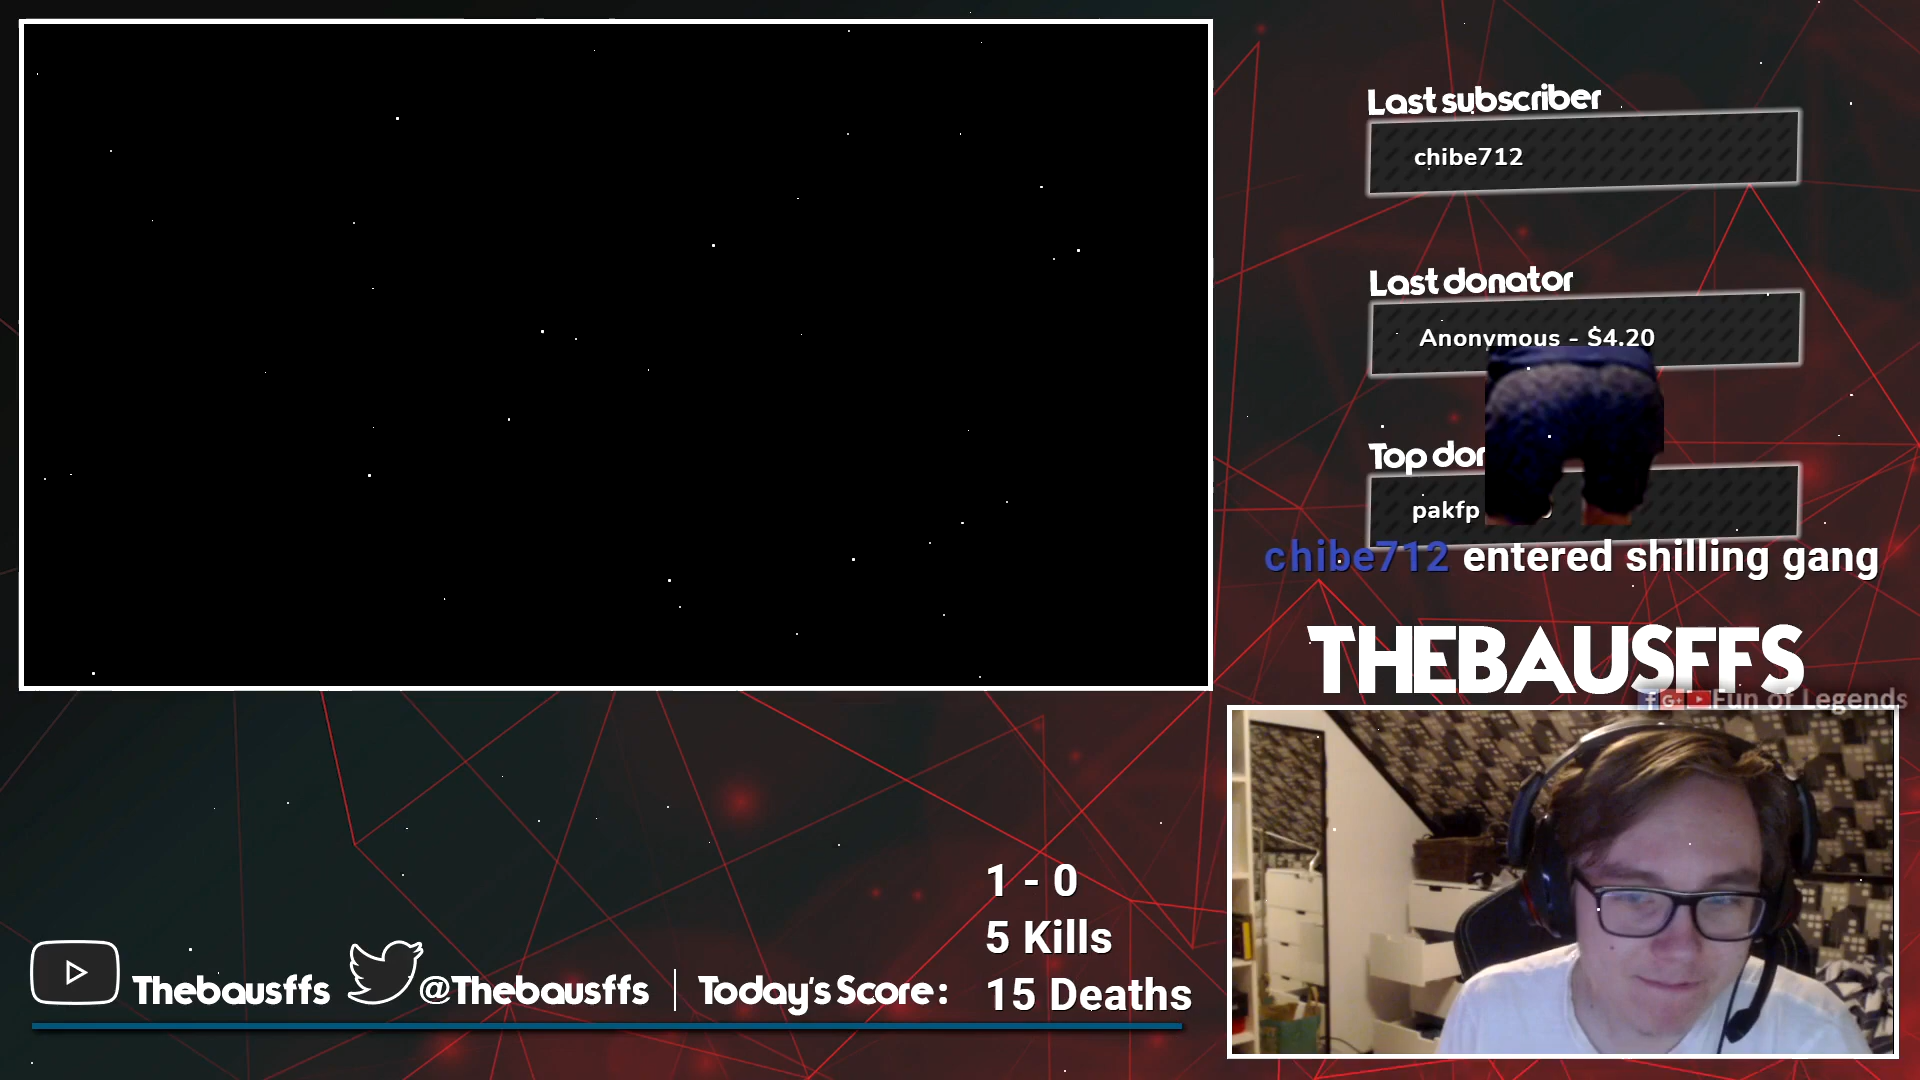 Last subscriber
chibe712
Last donator
Anonymous - $4.20
Top
pakfp
chibe712 entered shilling gang
THEBAUSFFS
Fun of Legends
1 - 0
5 Kills
15 Deaths
Thebausffs @Thebausffs | Today's Score: